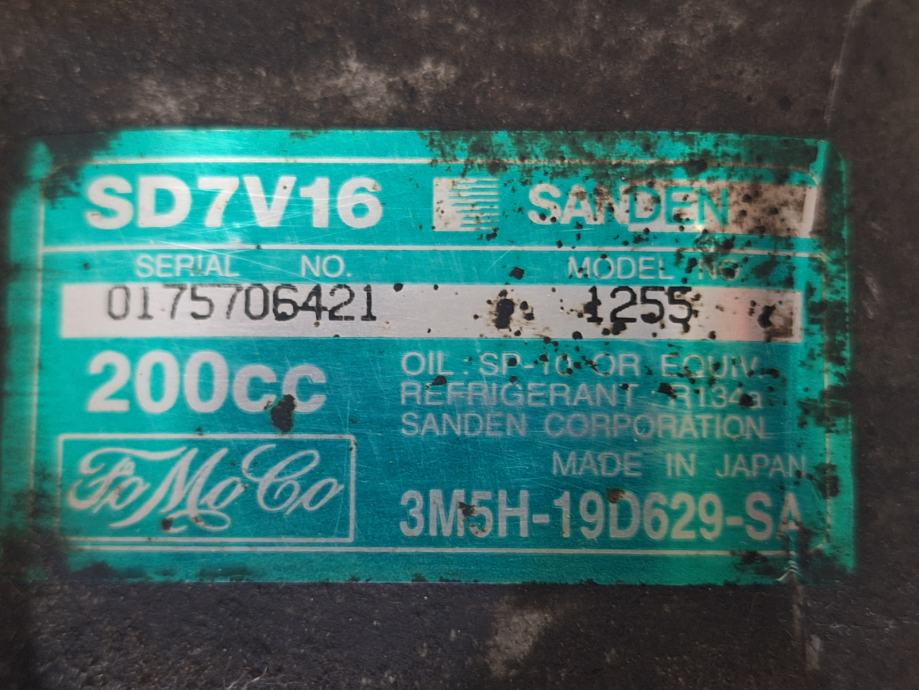 SD7V16 SANDEN
SERIAL NO. MODEL NO.
0175706421 1255
200cc
OIL : SP-10 OR EQUIV.
REFRIGERANT : R134a
SANDEN CORPORATION
MADE IN JAPAN
FoMoCo
3M5H-19D629-SA